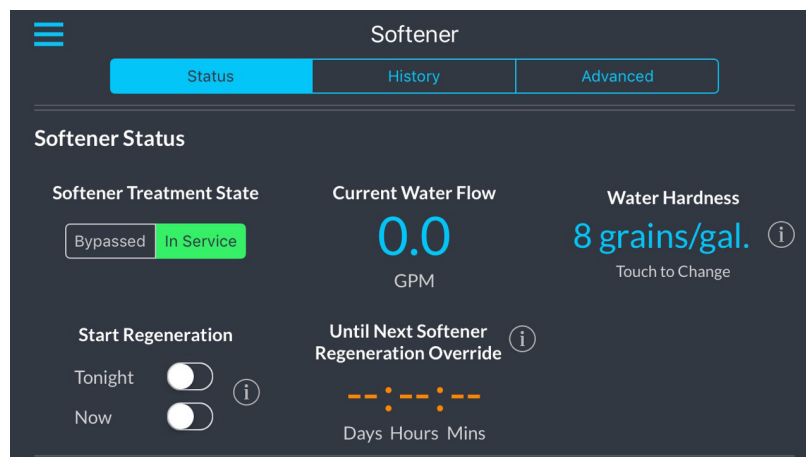 Softener
Status
History
Advanced
Softener Status
Softener Treatment State
Bypassed
In Service
Current Water Flow
0.0
GPM
Water Hardness
8 grains/gal.
i
Touch to Change
Start Regeneration
Tonight
Now
i
Until Next Softener
Regeneration Override
i
--:--:--
Days Hours Mins